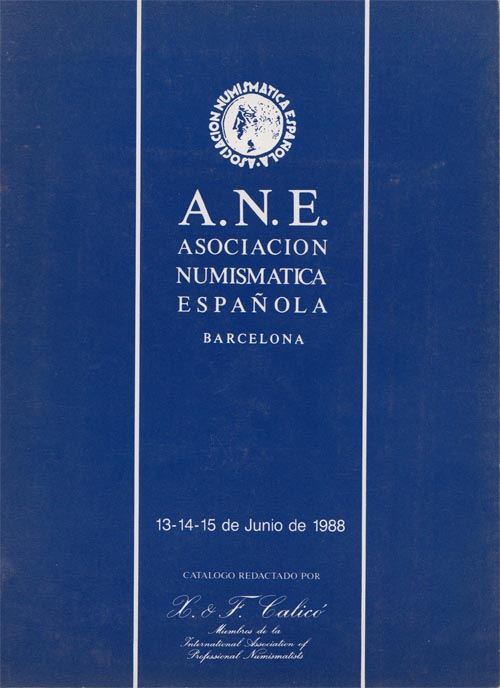 ASOCIACION NUMISMATICA ESPAÑOLA
A.N.E.
ASOCIACION
NUMISMATICA
ESPAÑOLA
BARCELONA
13-14-15 de Junio de 1988
CATALOGO REDACTADO POR
X. & F. Calicó
Miembros de la
International Association of
Professional Numismatists